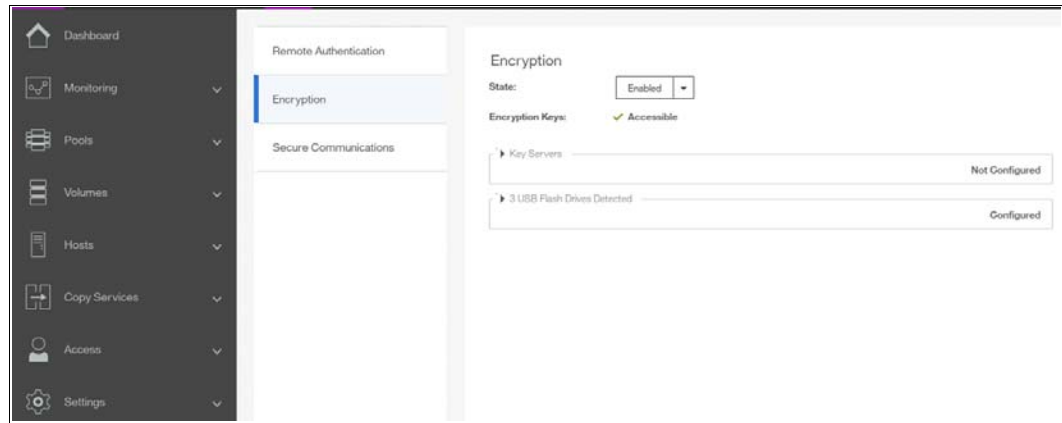 Dashboard
Monitoring
Pools
Volumes
Hosts
Copy Services
Access
Settings
Remote Authentication
Encryption
Secure Communications
Encryption
State:
Enabled
Encryption Keys:
Accessible
Key Servers
Not Configured
3 USB Flash Drives Detected
Configured